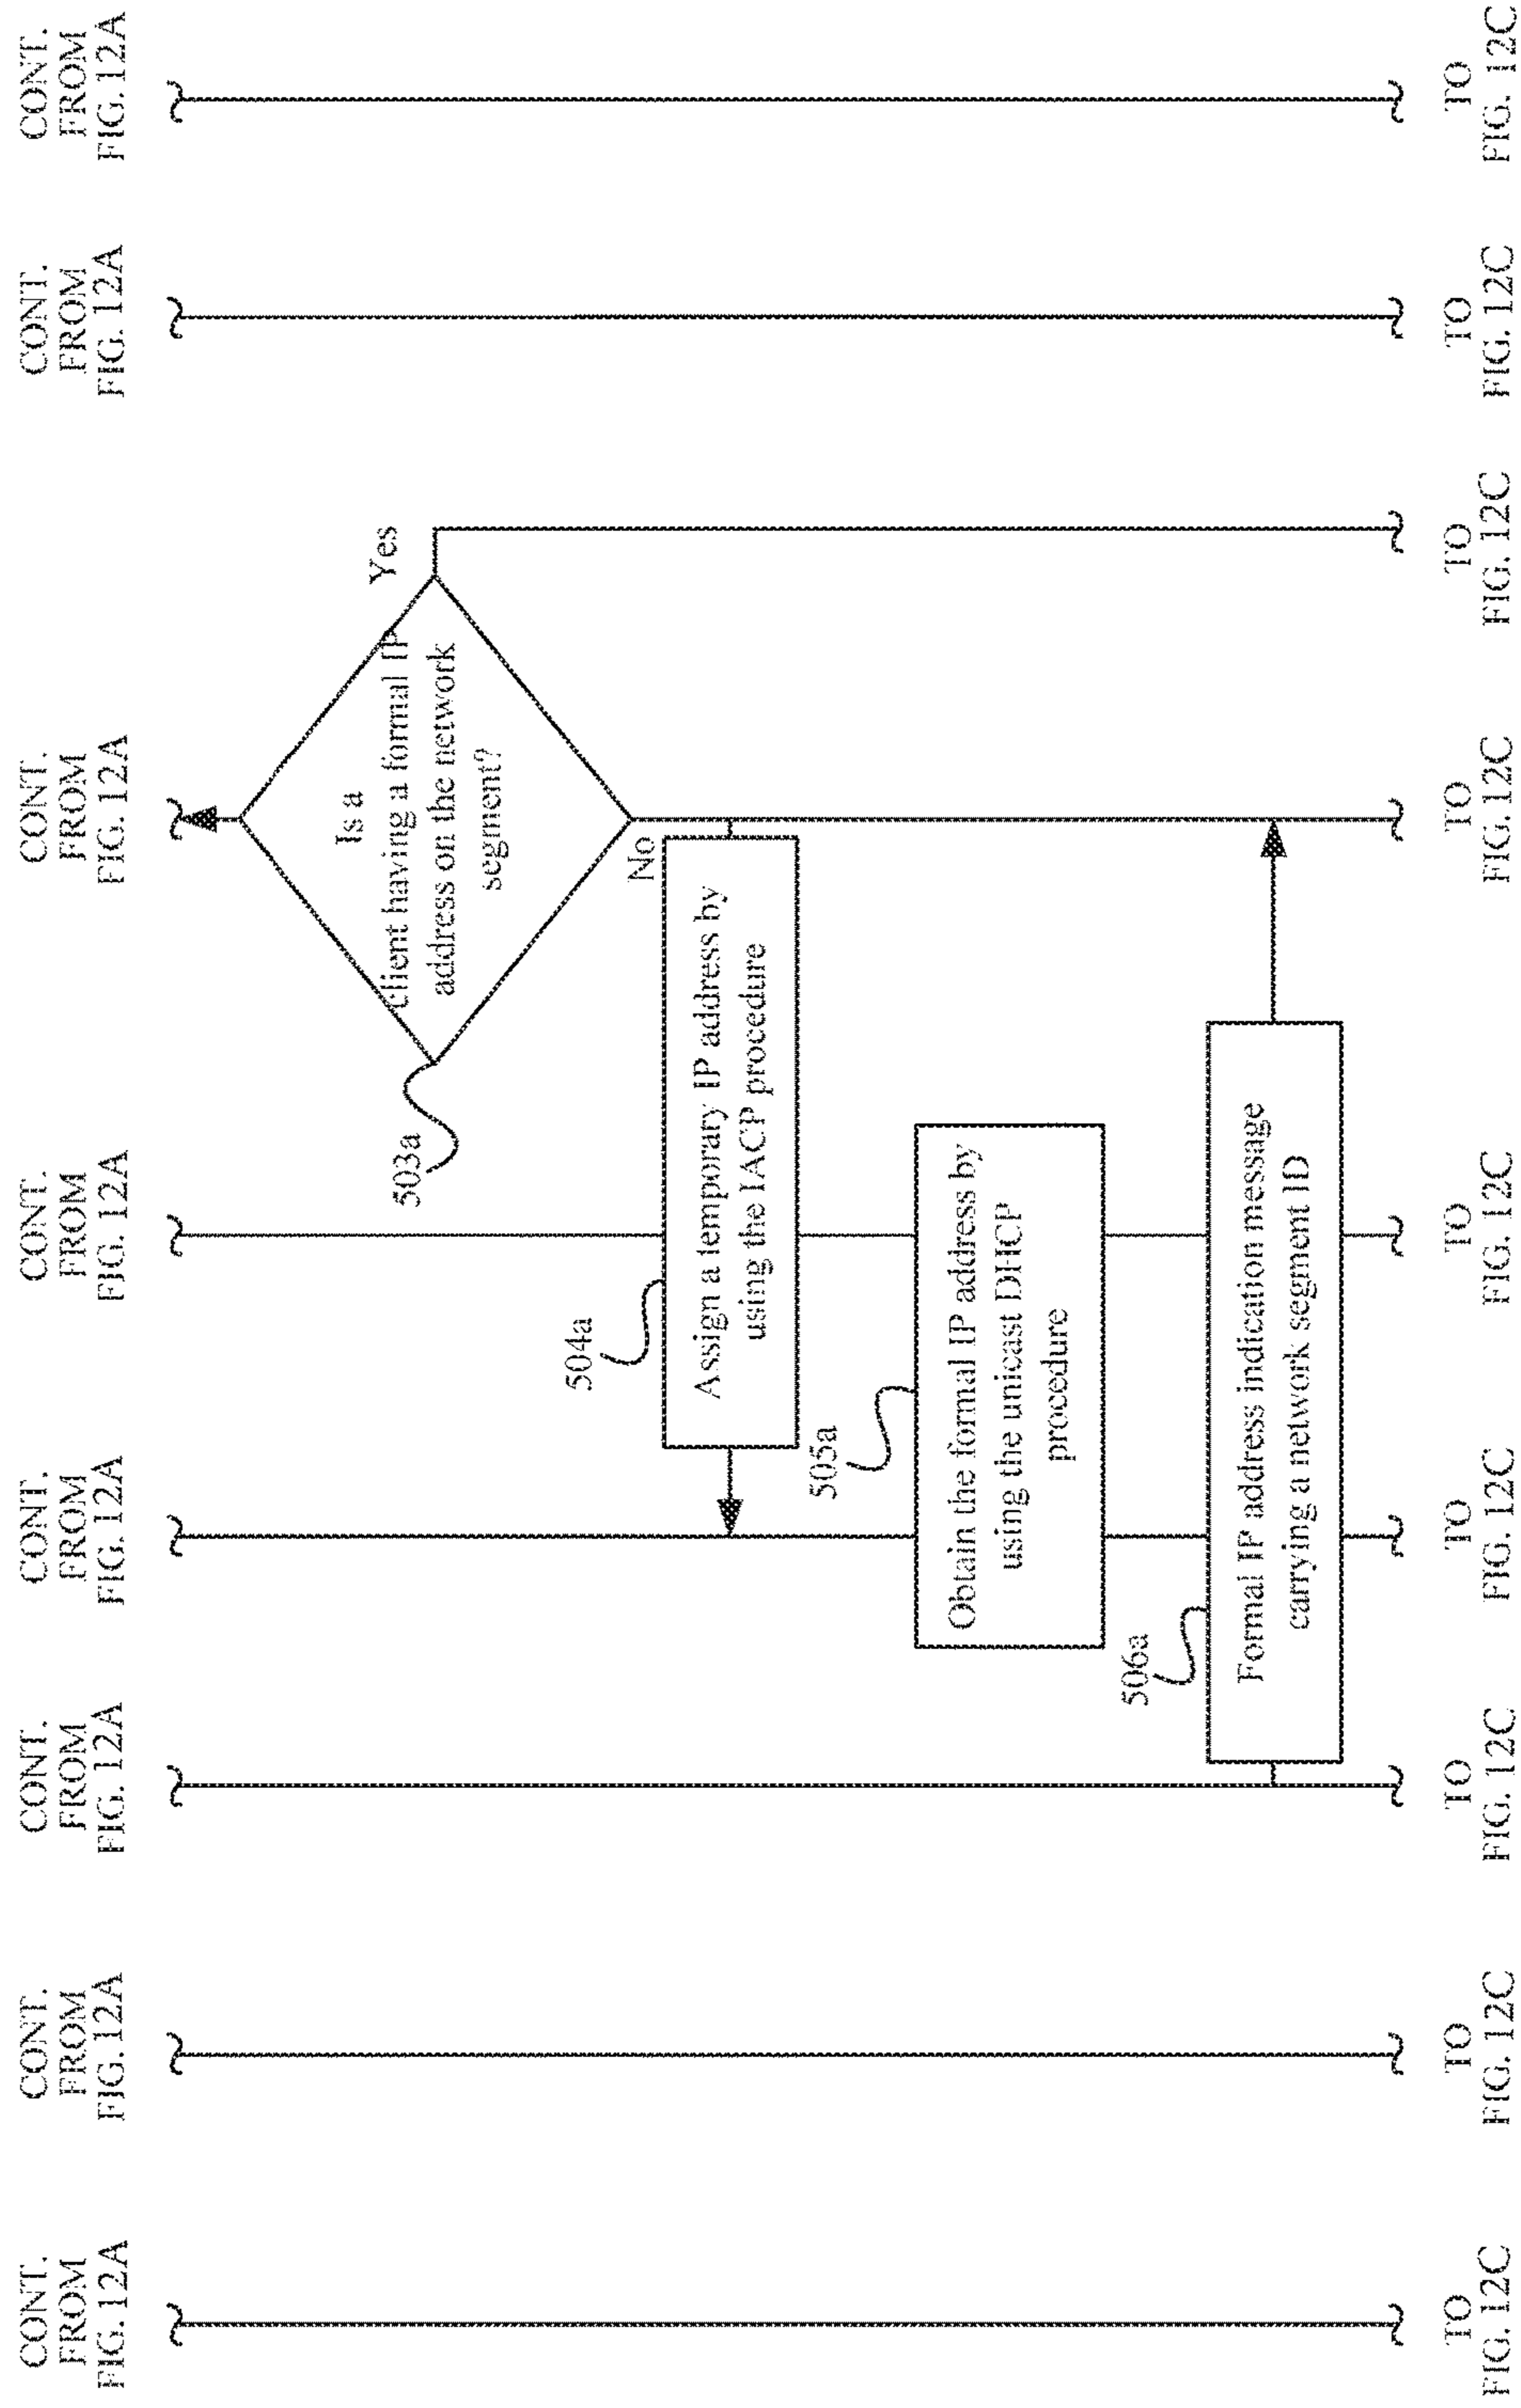 CONT.
FROM
FIG. 12A
CONT.
FROM
FIG. 12A
CONT.
FROM
FIG. 12A
CONT.
FROM
FIG. 12A
CONT.
FROM
FIG. 12A
CONT.
FROM
FIG. 12A
CONT.
FROM
FIG. 12A
CONT.
FROM
FIG. 12A
503a
Is a
client having a formal IP
address on the network
segment?
Yes
No
504a
Assign a temporary IP address by
using the IACP procedure
505a
Obtain the formal IP address by
using the unicast DHCP
procedure
506a
Formal IP address indication message
carrying a network segment ID
TO
FIG. 12C
TO
FIG. 12C
TO
FIG. 12C
TO
FIG. 12C
TO
FIG. 12C
TO
FIG. 12C
TO
FIG. 12C
TO
FIG. 12C
TO
FIG. 12C